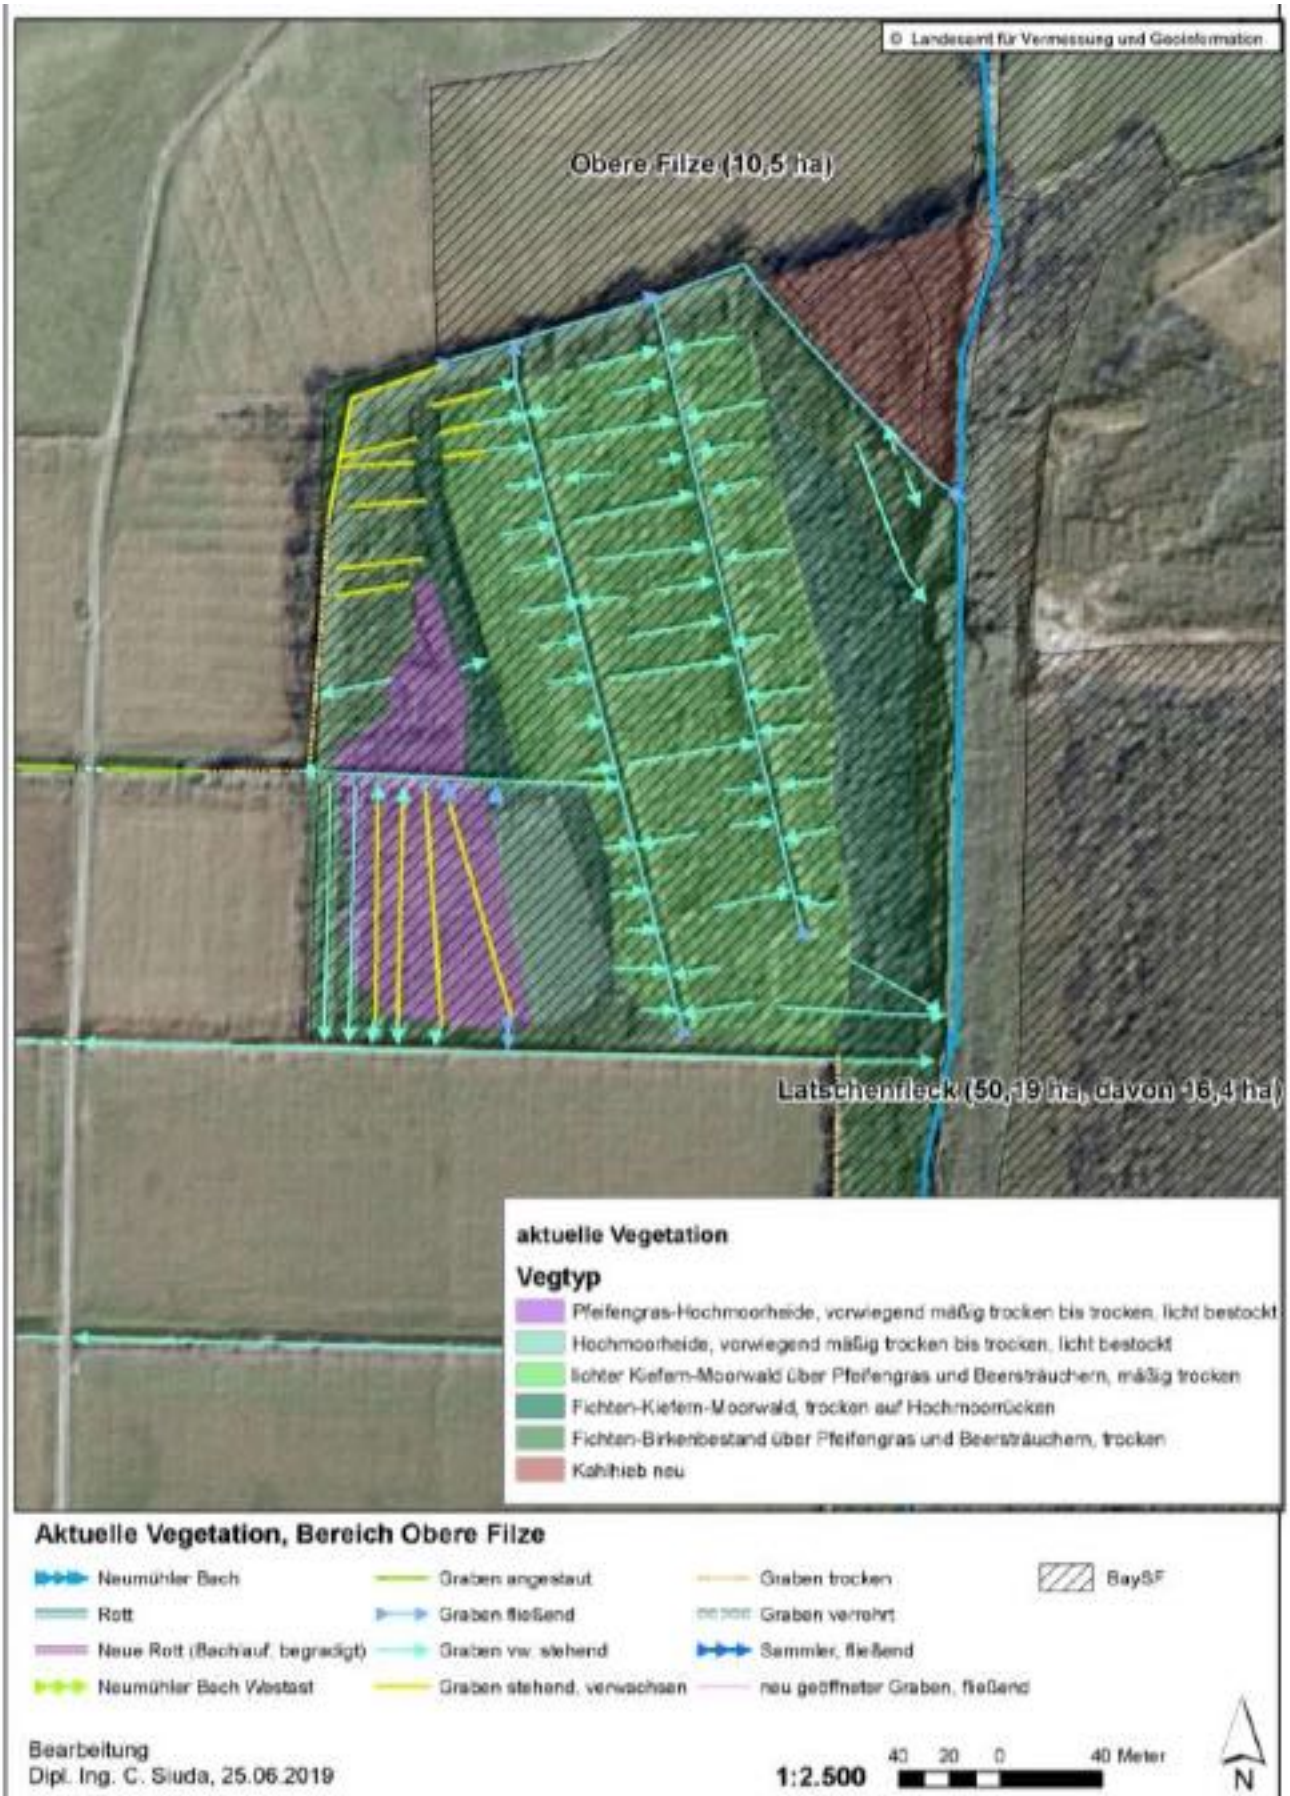 © Landesamt für Vermessung und Geoinformation
Obere Filze (10,5 ha)
Latschenfleck (50,19 ha, davon 16,4 ha)
aktuelle Vegetation
Vegtyp
Pfeifengras-Hochmoorheide, vorwiegend mäßig trocken bis trocken, licht bestockt
Hochmoorheide, vorwiegend mäßig trocken bis trocken, licht bestockt
lichter Kiefern-Moorwald über Pfeifengras und Beersträuchern, mäßig trocken
Fichten-Kiefern-Moorwald, trocken auf Hochmoorrücken
Fichten-Birkenbestand über Pfeifengras und Beersträuchern, trocken
Kahlhieb neu
Aktuelle Vegetation, Bereich Obere Filze
Neumühler Bach
Rott
Neue Rott (Bachlauf, begradigt)
Neumühler Bach Westast
Graben angestaut
Graben fließend
Graben vw. stehend
Graben stehend, verwachsen
Graben trocken
Graben verrohrt
Sammler, fließend
neu geöffneter Graben, fließend
BaySF
Bearbeitung
Dipl. Ing. C. Siuda, 25.06.2019
1:2.500
40 20 0 40 Meter
N